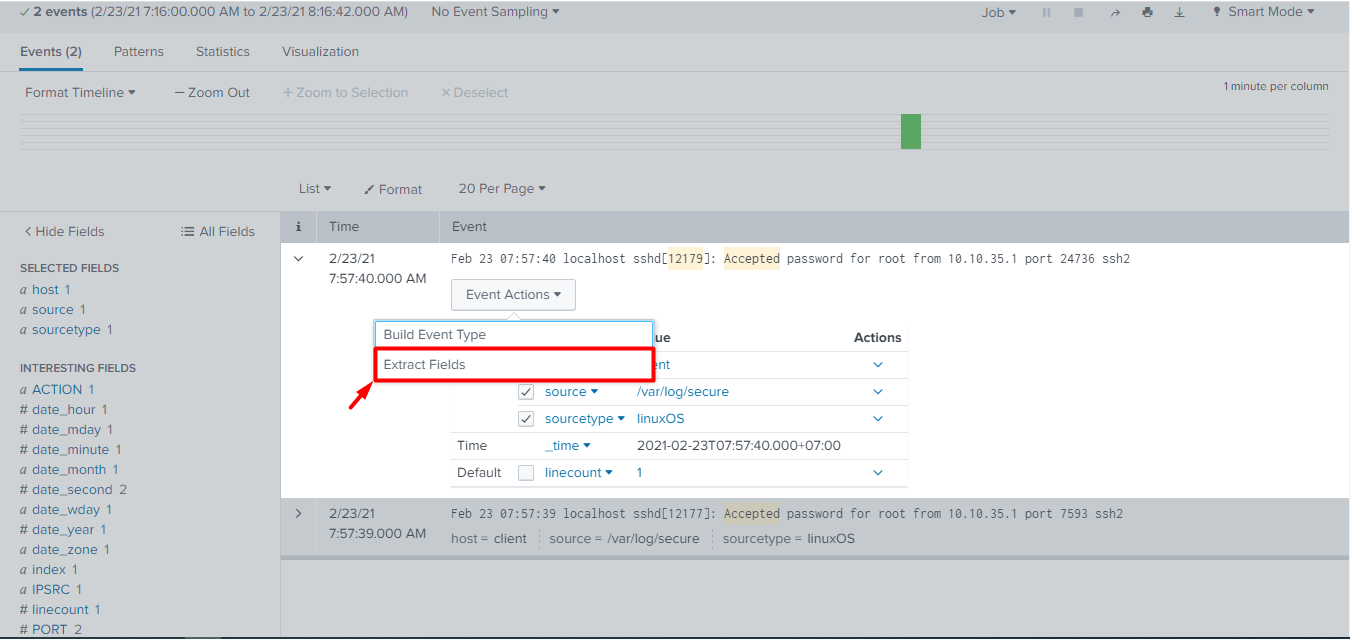 ✓ 2 events (2/23/21 7:16:00.000 AM to 2/23/21 8:16:42.000 AM) No Event Sampling Job Smart Mode
Events (2) Patterns Statistics Visualization
Format Timeline — Zoom Out + Zoom to Selection × Deselect 1 minute per column
List Format 20 Per Page
< Hide Fields All Fields
SELECTED FIELDS
a host 1
a source 1
a sourcetype 1
INTERESTING FIELDS
a ACTION 1
# date_hour 1
# date_mday 1
# date_minute 1
a date_month 1
# date_second 2
a date_wday 1
# date_year 1
a date_zone 1
a index 1
a IPSRC 1
# linecount 1
# PORT 2
i Time Event
2/23/21
7:57:40.000 AM
Feb 23 07:57:40 localhost sshd[12179]: Accepted password for root from 10.10.35.1 port 24736 ssh2
Event Actions
Build Event Type
Extract Fields
ue Actions
ent
source /var/log/secure
sourcetype linuxOS
Time _time 2021-02-23T07:57:40.000+07:00
Default linecount 1
2/23/21
7:57:39.000 AM
Feb 23 07:57:39 localhost sshd[12177]: Accepted password for root from 10.10.35.1 port 7593 ssh2
host = client source = /var/log/secure sourcetype = linuxOS